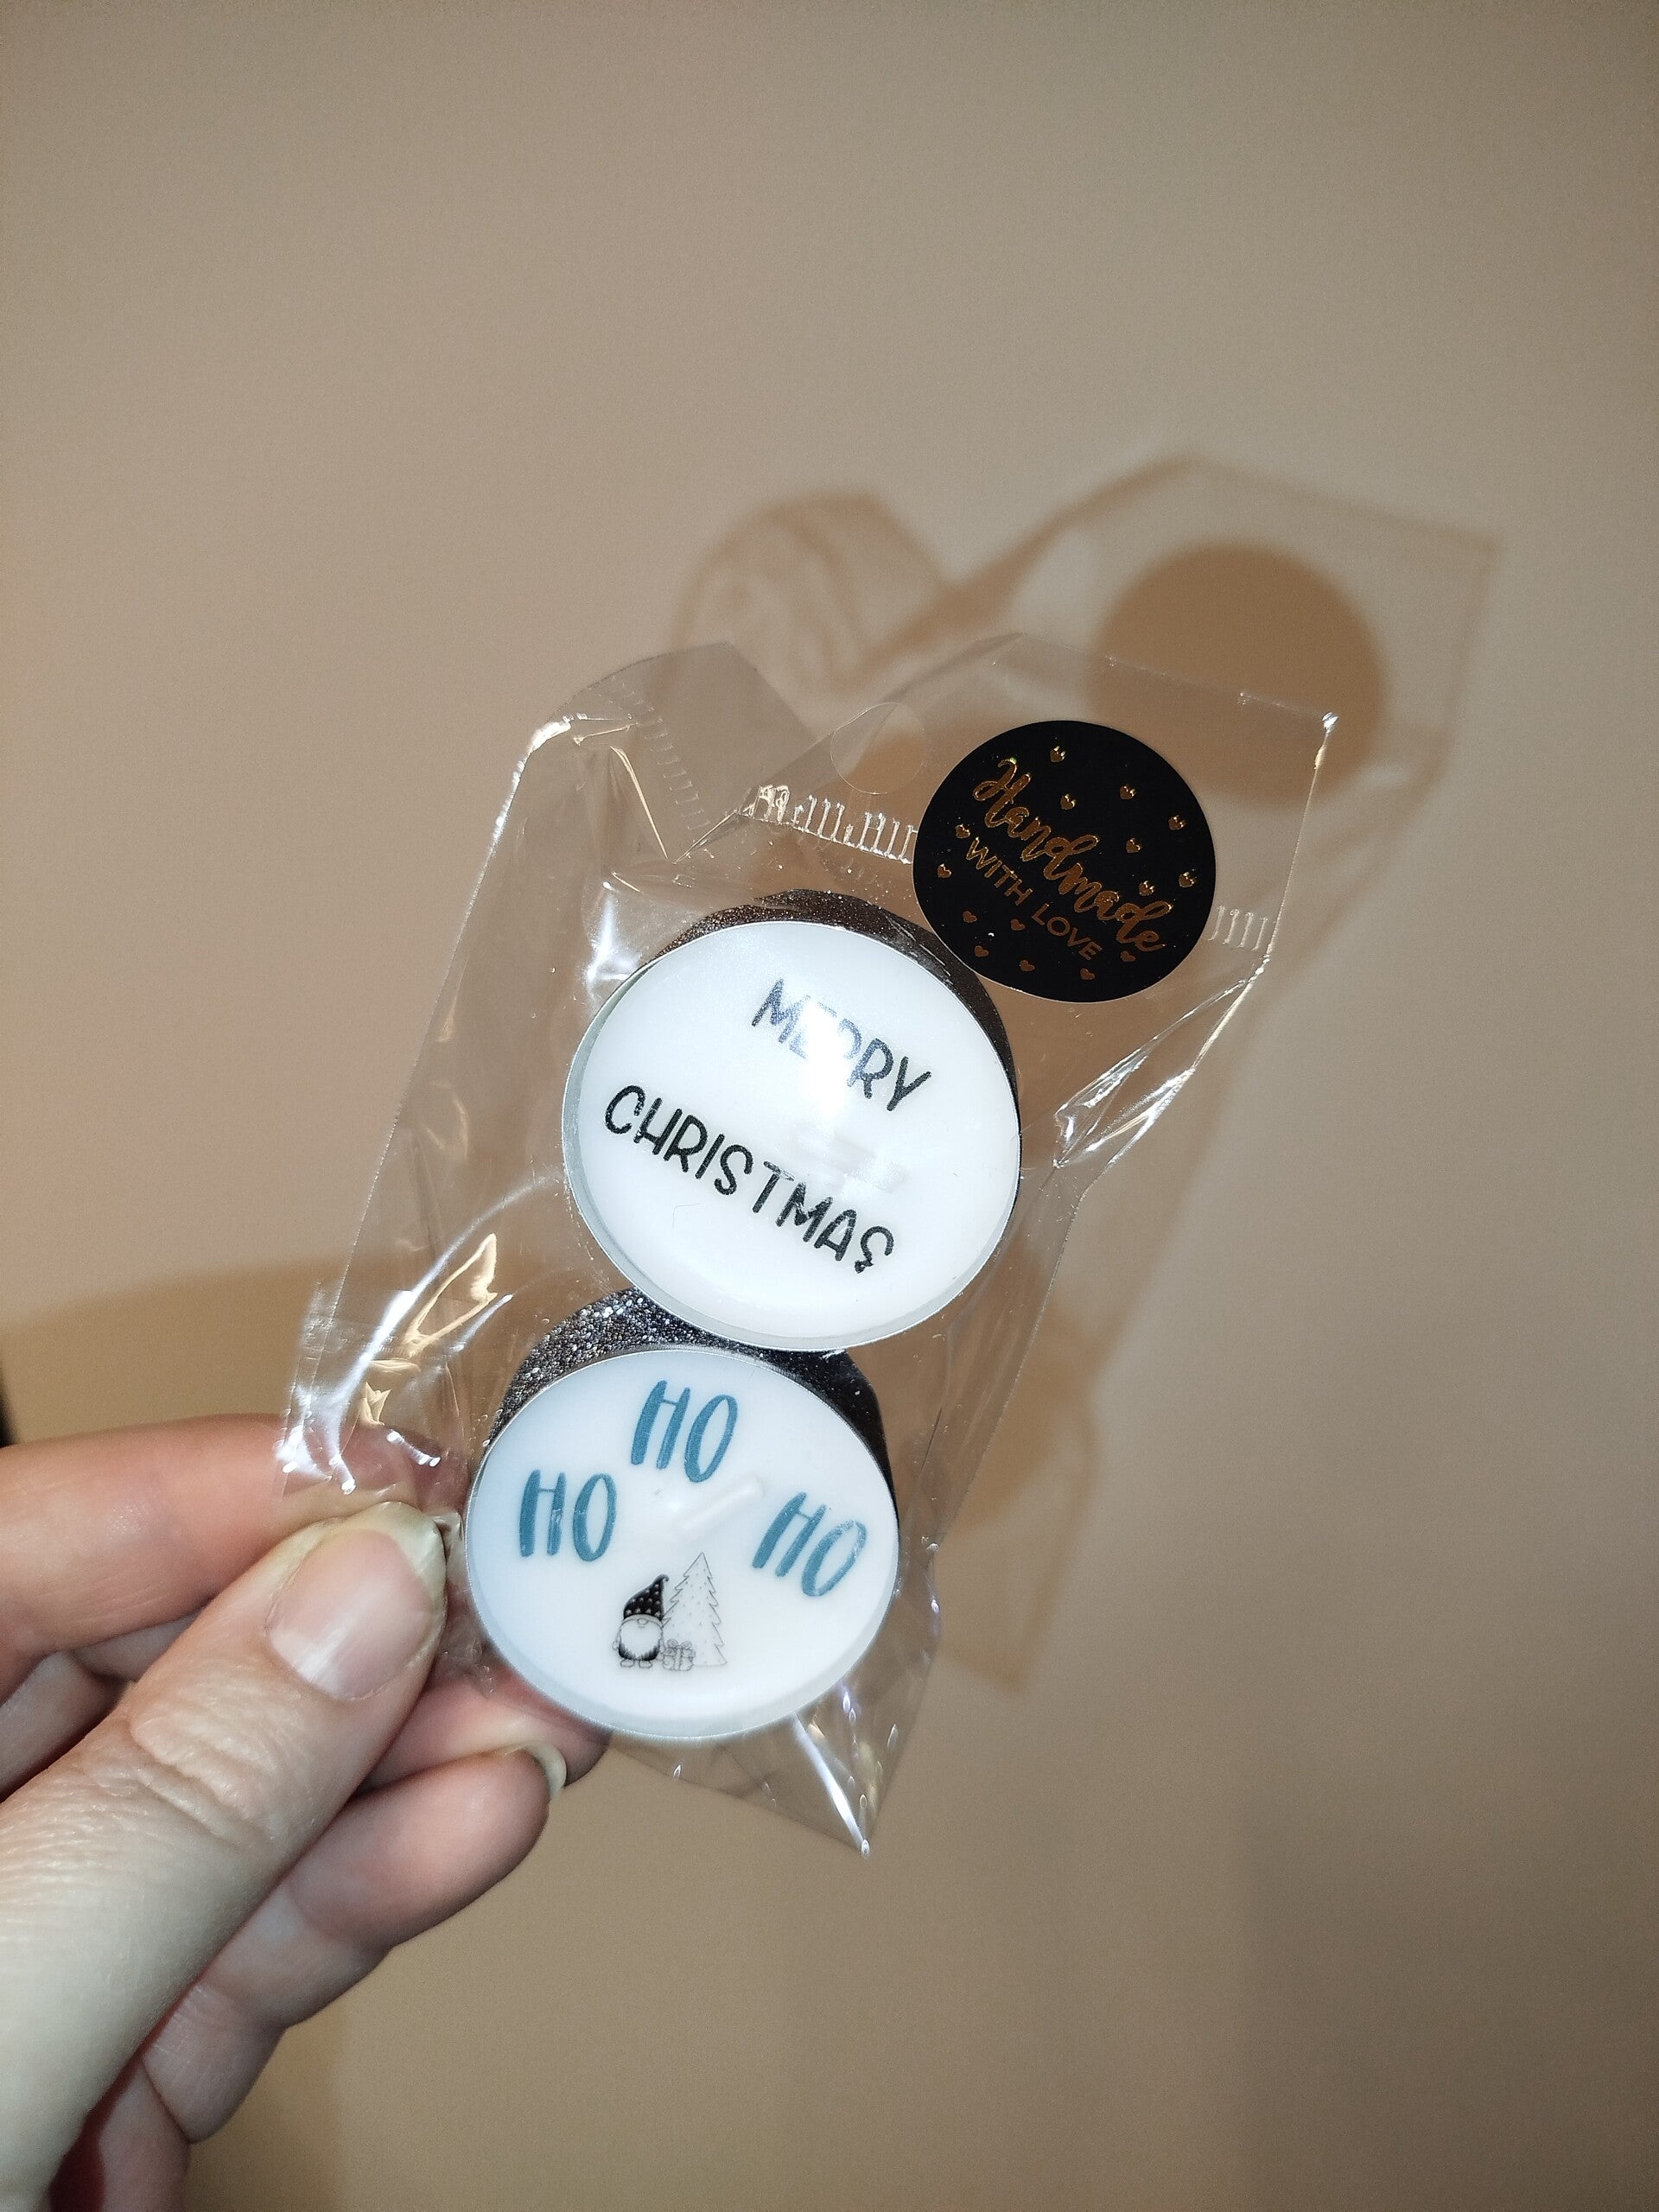 Handmade
WITH LOVE
MERRY
CHRISTMAS
HO
HO
HO